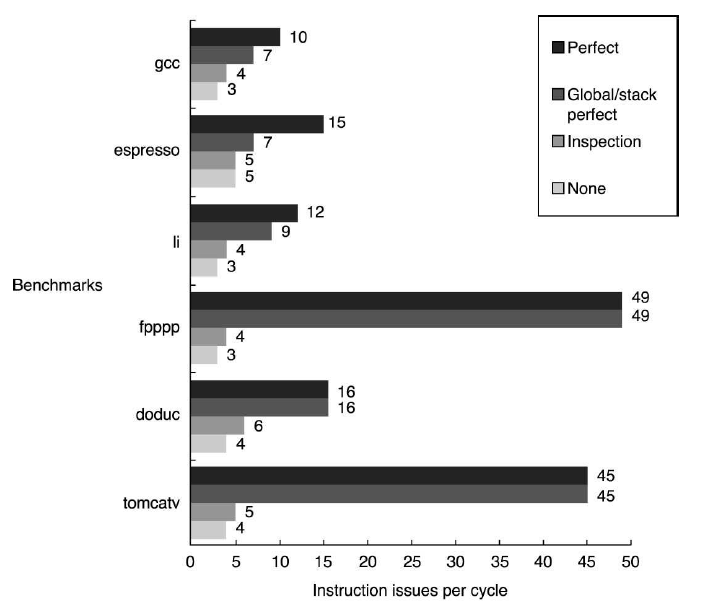 gcc
10
7
4
3
espresso
15
7
5
5
li
12
9
4
3
Benchmarks
fpppp
49
49
4
3
doduc
16
16
6
4
tomcatv
45
45
5
4
0 5 10 15 20 25 30 35 40 45 50
Instruction issues per cycle
Perfect
Global/stack
perfect
Inspection
None